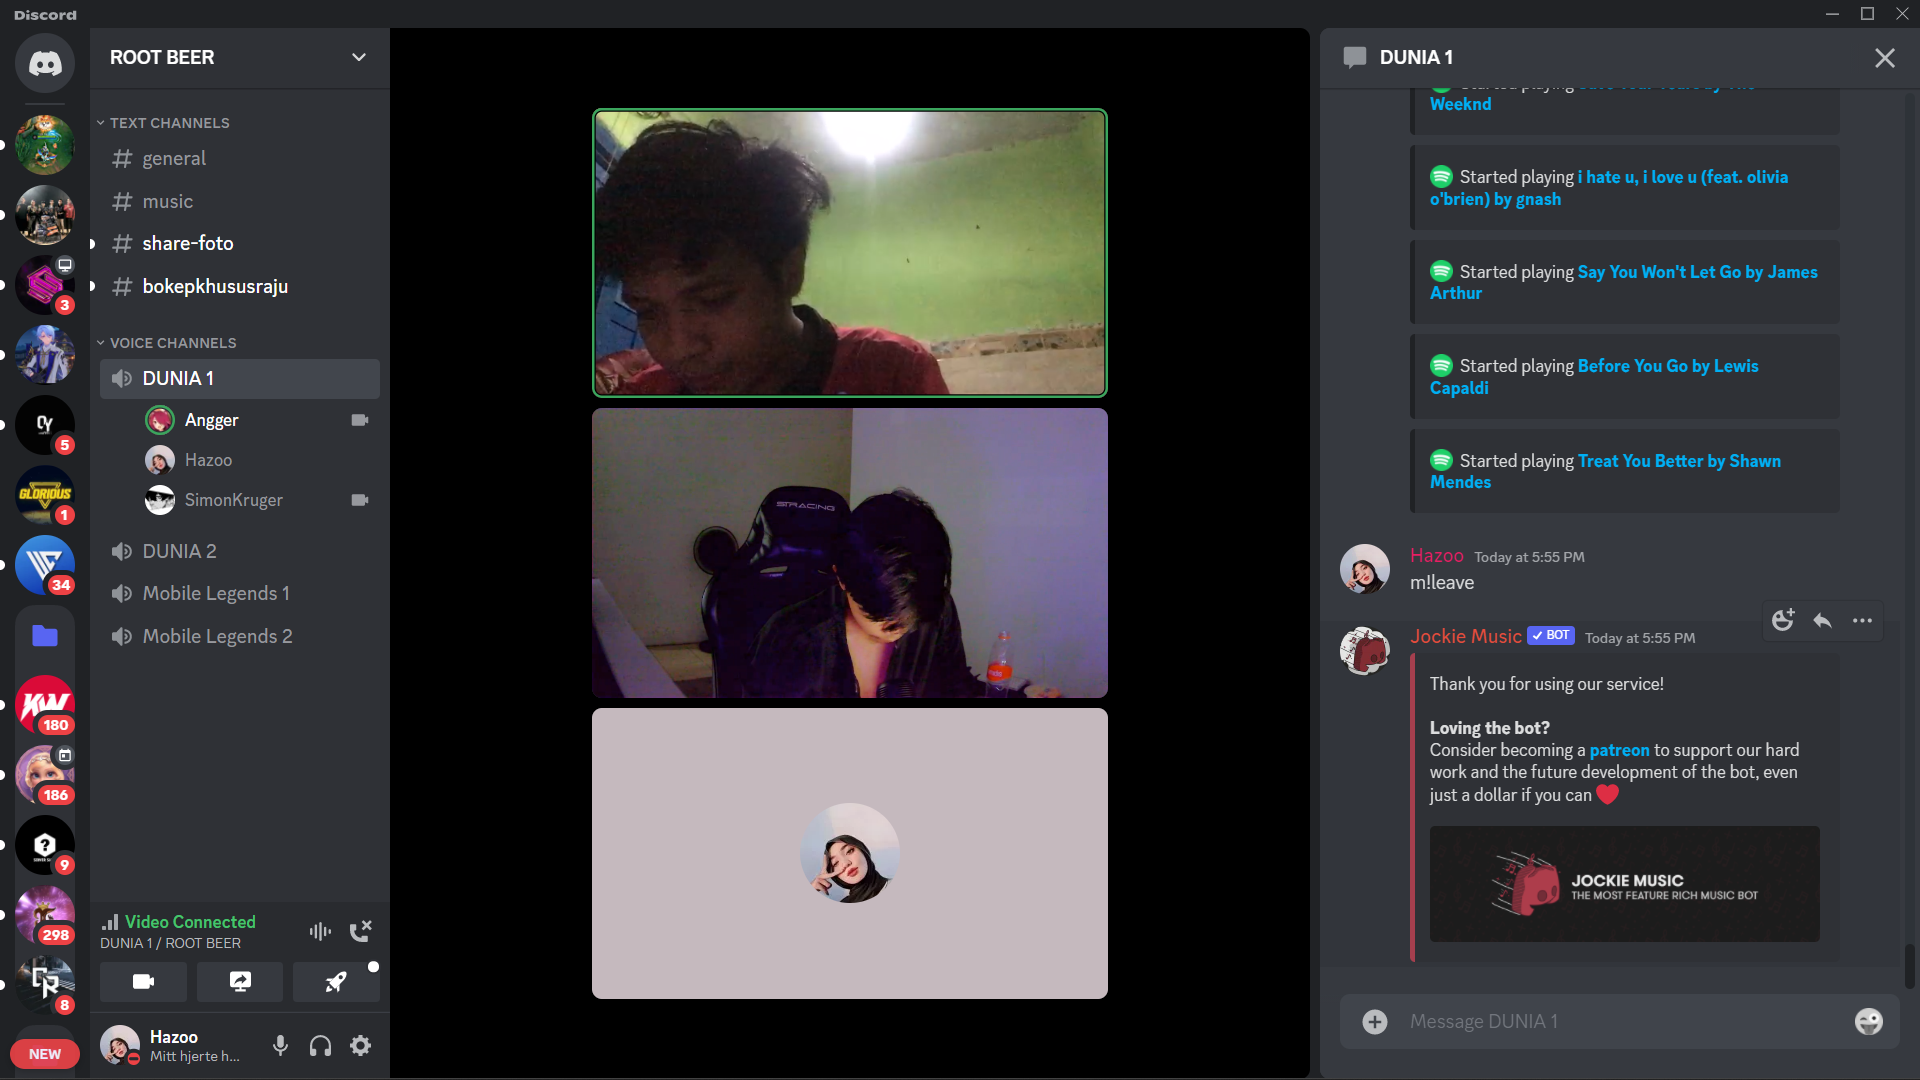 Discord
ROOT BEER
TEXT CHANNELS
general
music
share-foto
bokepkhususraju
VOICE CHANNELS
DUNIA 1
Angger
Hazoo
SimonKruger
DUNIA 2
Mobile Legends 1
Mobile Legends 2
3
5
GLORIOUS
1
34
KW
180
186
9
298
8
NEW
Video Connected
DUNIA 1 / ROOT BEER
Hazoo
Mitt hjerte h...
STRACING
DUNIA 1
Weeknd
Started playing i hate u, i love u (feat. olivia
o'brien) by gnash
Started playing Say You Won't Let Go by James
Arthur
Started playing Before You Go by Lewis
Capaldi
Started playing Treat You Better by Shawn
Mendes
Hazoo Today at 5:55 PM
m!leave
Jockie Music BOT Today at 5:55 PM
Thank you for using our service!
Loving the bot?
Consider becoming a patreon to support our hard
work and the future development of the bot, even
just a dollar if you can
JOCKIE MUSIC
THE MOST FEATURE RICH MUSIC BOT
Message DUNIA 1